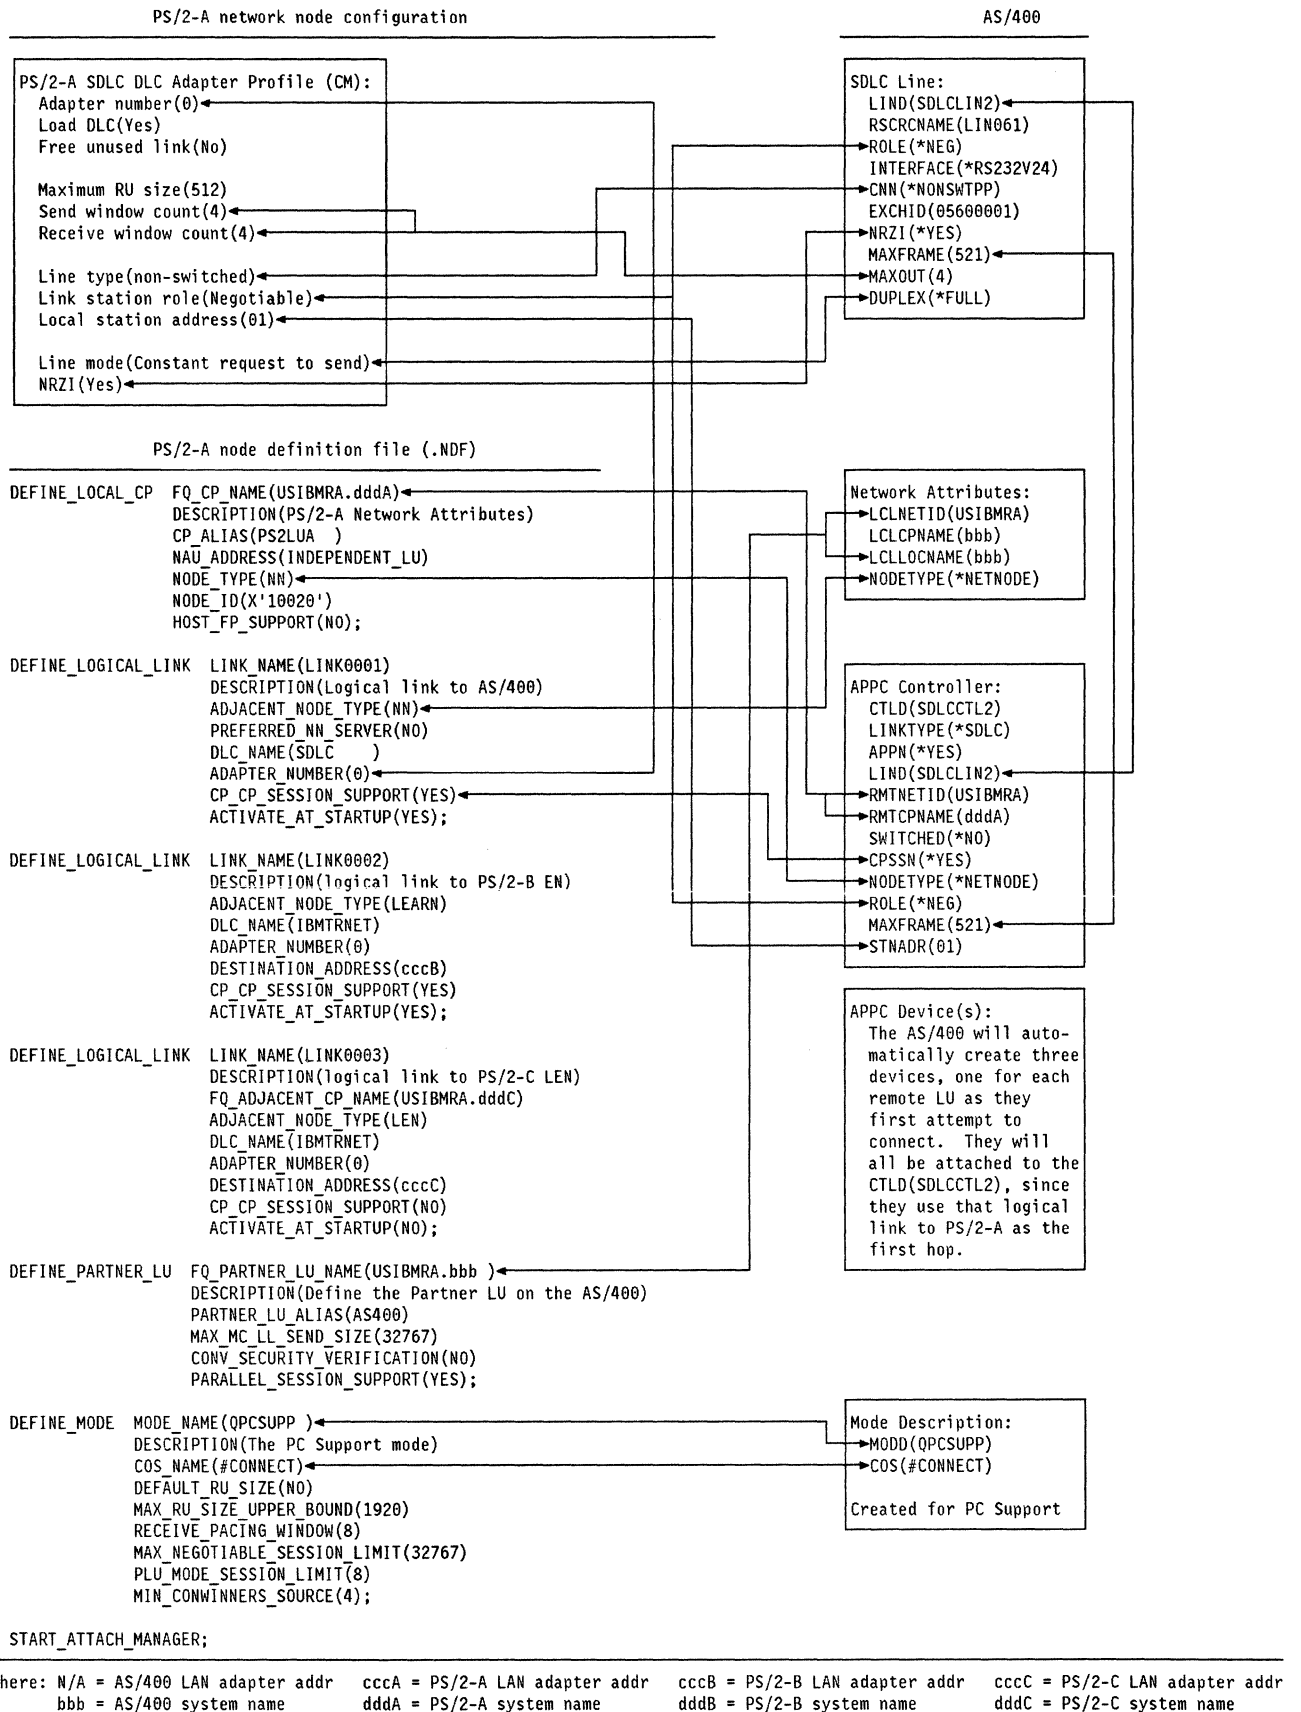 PS/2-A network node configuration
AS/400
PS/2-A SDLC DLC Adapter Profile (CM):
Adapter number(0)
Load DLC(Yes)
Free unused link(No)
Maximum RU size(512)
Send window count(4)
Receive window count(4)
Line type(non-switched)
Link station role(Negotiable)
Local station address(01)
Line mode(Constant request to send)
NRZI(Yes)
SDLC Line:
LIND(SDLCLIN2)
RSCRCNAME(LIN061)
ROLE(*NEG)
INTERFACE(*RS232V24)
CNN(*NONSWTPP)
EXCHID(05600001)
NRZI(*YES)
MAXFRAME(521)
MAXOUT(4)
DUPLEX(*FULL)
PS/2-A node definition file (.NDF)
DEFINE_LOCAL_CP FQ_CP_NAME(USIBMRA.dddA)
DESCRIPTION(PS/2-A Network Attributes)
CP_ALIAS(PS2LUA )
NAU_ADDRESS(INDEPENDENT_LU)
NODE_TYPE(NN)
NODE_ID(X'10020')
HOST_FP_SUPPORT(NO);
Network Attributes:
LCLNETID(USIBMRA)
LCLCPNAME(bbb)
LCLLOCNAME(bbb)
NODETYPE(*NETNODE)
DEFINE_LOGICAL_LINK LINK_NAME(LINK0001)
DESCRIPTION(Logical link to AS/400)
ADJACENT_NODE_TYPE(NN)
PREFERRED_NN_SERVER(NO)
DLC_NAME(SDLC )
ADAPTER_NUMBER(0)
CP_CP_SESSION_SUPPORT(YES)
ACTIVATE_AT_STARTUP(YES);
APPC Controller:
CTLD(SDLCCTL2)
LINKTYPE(*SDLC)
APPN(*YES)
LIND(SDLCLIN2)
RMTNETID(USIBMRA)
RMTCPNAME(dddA)
SWITCHED(*NO)
CPSSN(*YES)
NODETYPE(*NETNODE)
ROLE(*NEG)
MAXFRAME(521)
STNADR(01)
DEFINE_LOGICAL_LINK LINK_NAME(LINK0002)
DESCRIPTION(logical link to PS/2-B EN)
ADJACENT_NODE_TYPE(LEARN)
DLC_NAME(IBMTRNET)
ADAPTER_NUMBER(0)
DESTINATION_ADDRESS(cccB)
CP_CP_SESSION_SUPPORT(YES)
ACTIVATE_AT_STARTUP(YES);
DEFINE_LOGICAL_LINK LINK_NAME(LINK0003)
DESCRIPTION(logical link to PS/2-C LEN)
FQ_ADJACENT_CP_NAME(USIBMRA.dddC)
ADJACENT_NODE_TYPE(LEN)
DLC_NAME(IBMTRNET)
ADAPTER_NUMBER(0)
DESTINATION_ADDRESS(cccC)
CP_CP_SESSION_SUPPORT(NO)
ACTIVATE_AT_STARTUP(NO);
APPC Device(s):
The AS/400 will auto-
matically create three
devices, one for each
remote LU as they
first attempt to
connect. They will
all be attached to the
CTLD(SDLCCTL2), since
they use that logical
link to PS/2-A as the
first hop.
DEFINE_PARTNER_LU FQ_PARTNER_LU_NAME(USIBMRA.bbb )
DESCRIPTION(Define the Partner LU on the AS/400)
PARTNER_LU_ALIAS(AS400)
MAX_MC_LL_SEND_SIZE(32767)
CONV_SECURITY_VERIFICATION(NO)
PARALLEL_SESSION_SUPPORT(YES);
DEFINE_MODE MODE_NAME(QPCSUPP )
DESCRIPTION(The PC Support mode)
COS_NAME(#CONNECT)
DEFAULT_RU_SIZE(NO)
MAX_RU_SIZE_UPPER_BOUND(1920)
RECEIVE_PACING_WINDOW(8)
MAX_NEGOTIABLE_SESSION_LIMIT(32767)
PLU_MODE_SESSION_LIMIT(8)
MIN_CONWINNERS_SOURCE(4);
Mode Description:
MODD(QPCSUPP)
COS(#CONNECT)
Created for PC Support
START_ATTACH_MANAGER;
here: N/A = AS/400 LAN adapter addr cccA = PS/2-A LAN adapter addr cccB = PS/2-B LAN adapter addr cccC = PS/2-C LAN adapter addr
bbb = AS/400 system name dddA = PS/2-A system name dddB = PS/2-B system name dddC = PS/2-C system name